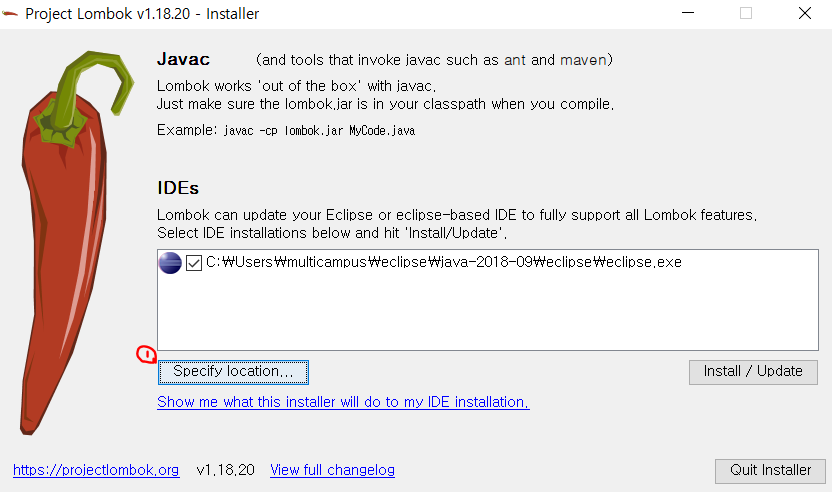 Project Lombok v1.18.20 - Installer
Javac (and tools that invoke javac such as ant and maven)
Lombok works 'out of the box' with javac.
Just make sure the lombok.jar is in your classpath when you compile.
Example: javac -cp lombok.jar MyCode.java
IDEs
Lombok can update your Eclipse or eclipse-based IDE to fully support all Lombok features.
Select IDE installations below and hit 'Install/Update'.
C:₩Users₩multicampus₩eclipse₩java-2018-09₩eclipse₩eclipse.exe
1
Specify location... Install / Update
Show me what this installer will do to my IDE installation.
https://projectlombok.org v1.18.20 View full changelog Quit Installer